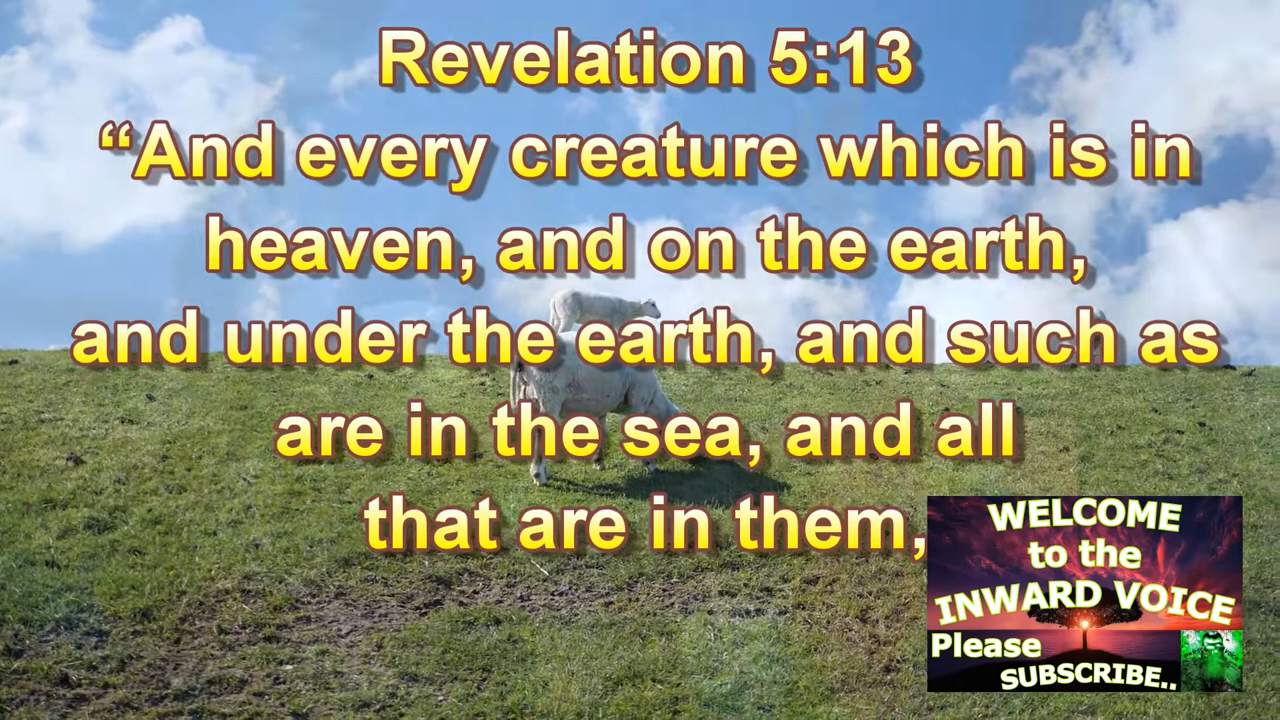 Revelation 5:13
“And every creature which is in
heaven, and on the earth,
and under the earth, and such as
are in the sea, and all
that are in them,
WELCOME
to the
INWARD VOICE
Please
SUBSCRIBE..